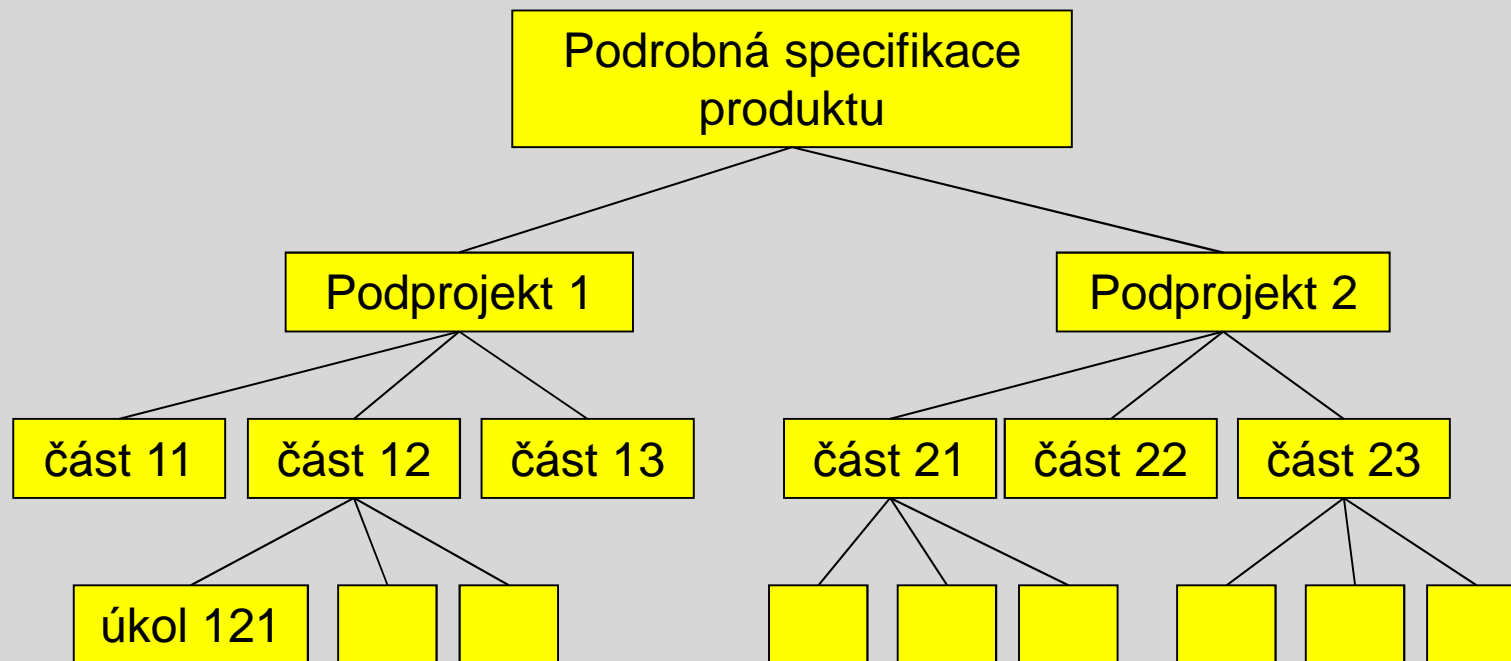 Podrobná specifikace
produktu
Podprojekt 1
Podprojekt 2
část 11
část 12
část 13
část 21
část 22
část 23
úkol 121